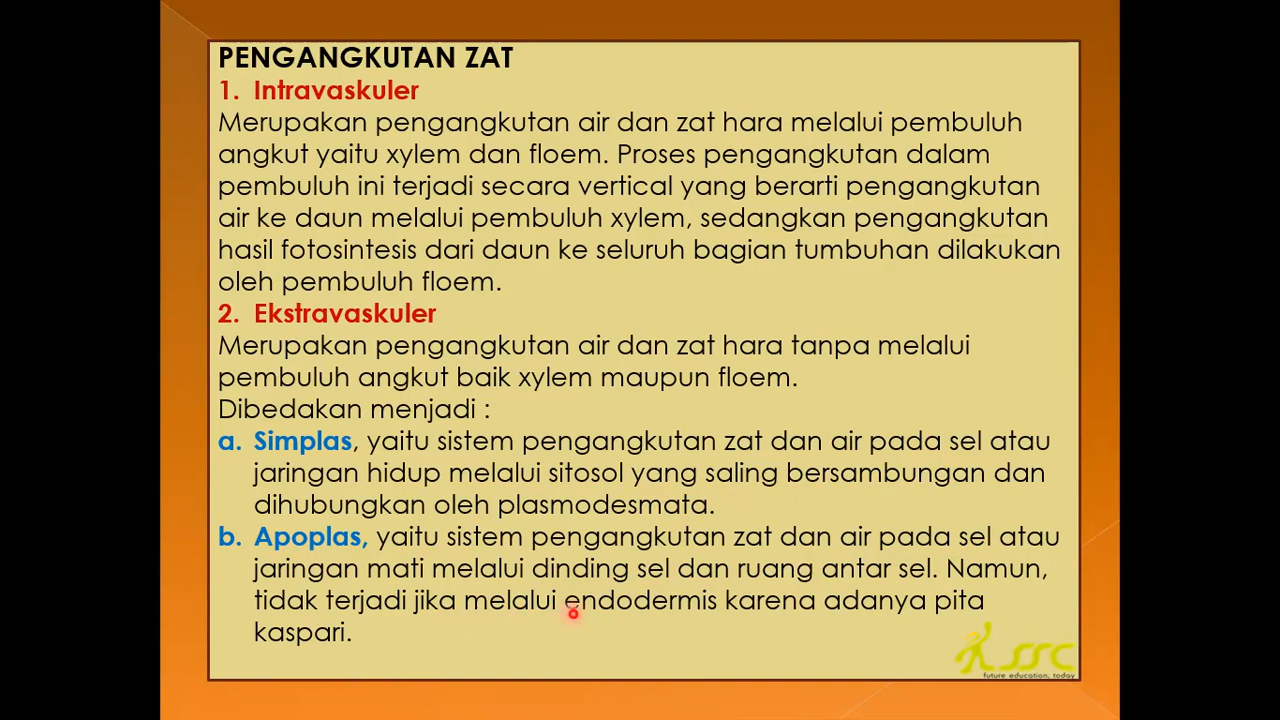 PENGANGKUTAN ZAT
1. Intravaskuler
Merupakan pengangkutan air dan zat hara melalui pembuluh
angkut yaitu xylem dan floem. Proses pengangkutan dalam
pembuluh ini terjadi secara vertical yang berarti pengangkutan
air ke daun melalui pembuluh xylem, sedangkan pengangkutan
hasil fotosintesis dari daun ke seluruh bagian tumbuhan dilakukan
oleh pembuluh floem.
2. Ekstravaskuler
Merupakan pengangkutan air dan zat hara tanpa melalui
pembuluh angkut baik xylem maupun floem.
Dibedakan menjadi :
a. Simplas, yaitu sistem pengangkutan zat dan air pada sel atau
jaringan hidup melalui sitosol yang saling bersambungan dan
dihubungkan oleh plasmodesmata.
b. Apoplas, yaitu sistem pengangkutan zat dan air pada sel atau
jaringan mati melalui dinding sel dan ruang antar sel. Namun,
tidak terjadi jika melalui endodermis karena adanya pita
kaspari.
SSC
future education, today